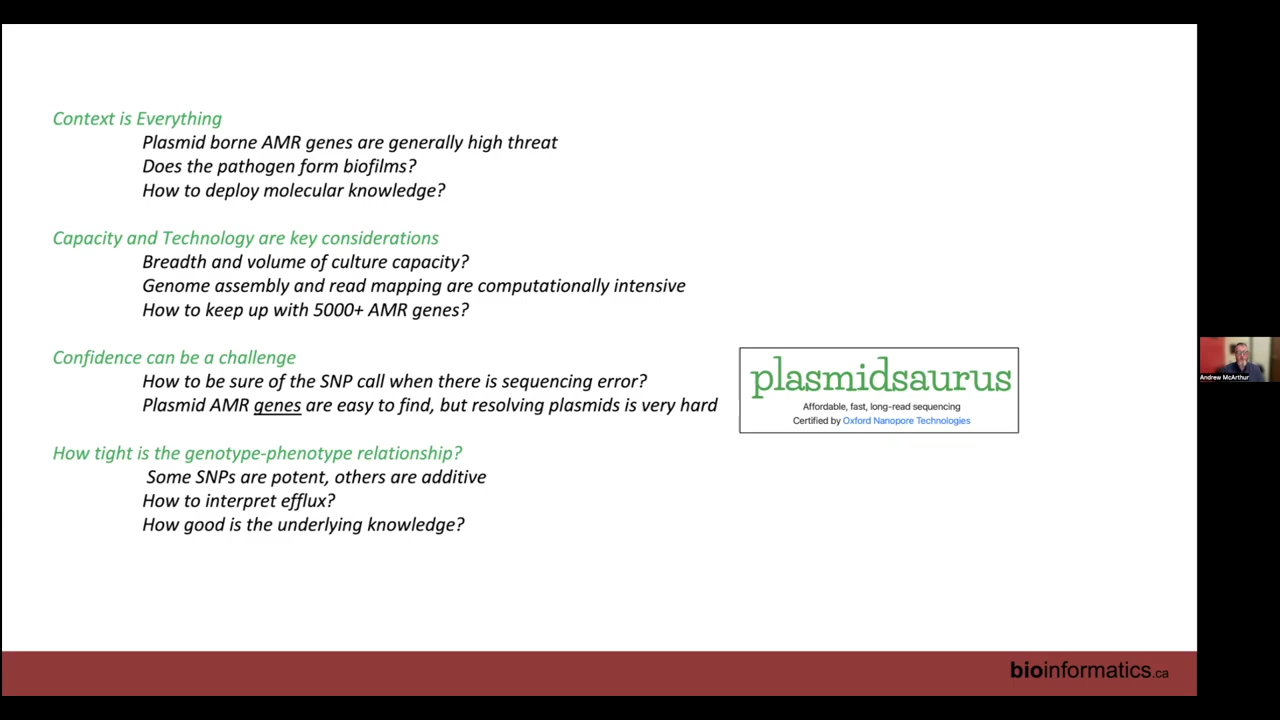 Context is Everything
Plasmid borne AMR genes are generally high threat
Does the pathogen form biofilms?
How to deploy molecular knowledge?
Capacity and Technology are key considerations
Breadth and volume of culture capacity?
Genome assembly and read mapping are computationally intensive
How to keep up with 5000+ AMR genes?
Confidence can be a challenge
How to be sure of the SNP call when there is sequencing error?
Plasmid AMR genes are easy to find, but resolving plasmids is very hard
plasmidsaurus
Affordable, fast, long-read sequencing
Certified by Oxford Nanopore Technologies
How tight is the genotype-phenotype relationship?
Some SNPs are potent, others are additive
How to interpret efflux?
How good is the underlying knowledge?
Andrew McArthur
bioinformatics.ca